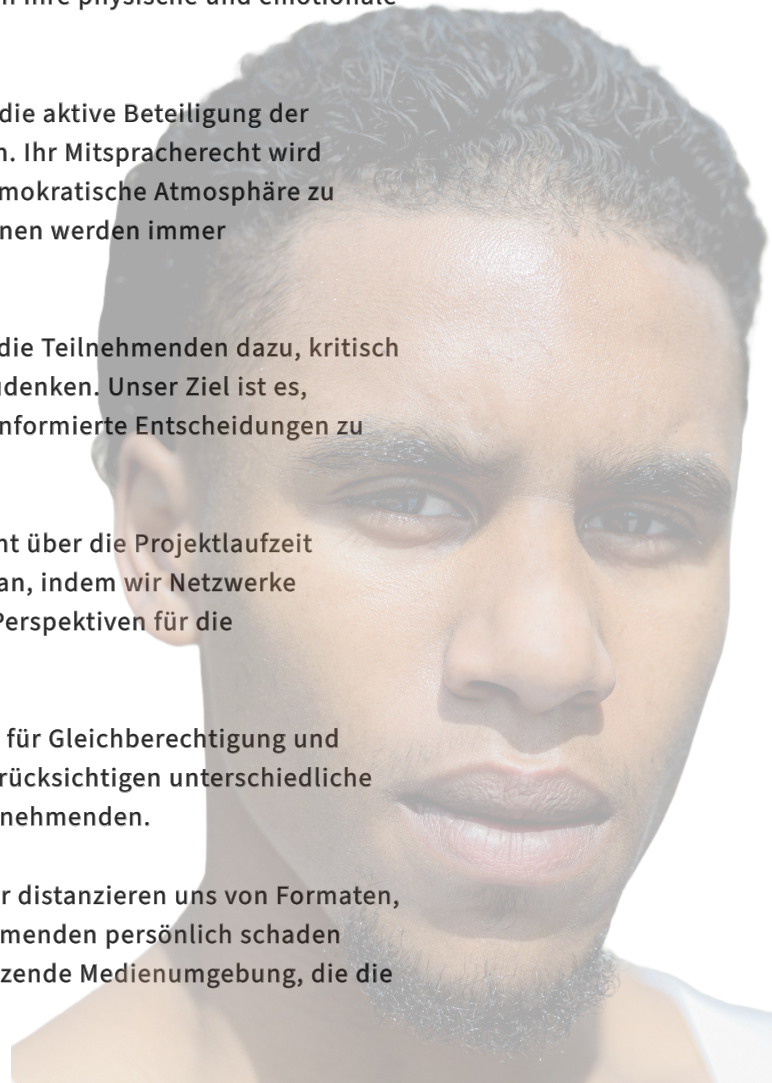 ihre physische und emotionale
die aktive Beteiligung der
Ihr Mitspracherecht wird
mokratische Atmosphäre zu
nen werden immer
die Teilnehmenden dazu, kritisch
denken. Unser Ziel ist es,
nformierte Entscheidungen zu
ht über die Projektlaufzeit
an, indem wir Netzwerke
Perspektiven für die
für Gleichberechtigung und
rücksichtigen unterschiedliche
nehmenden.
r distanzieren uns von Formaten,
menden persönlich schaden
zende Medienumgebung, die die